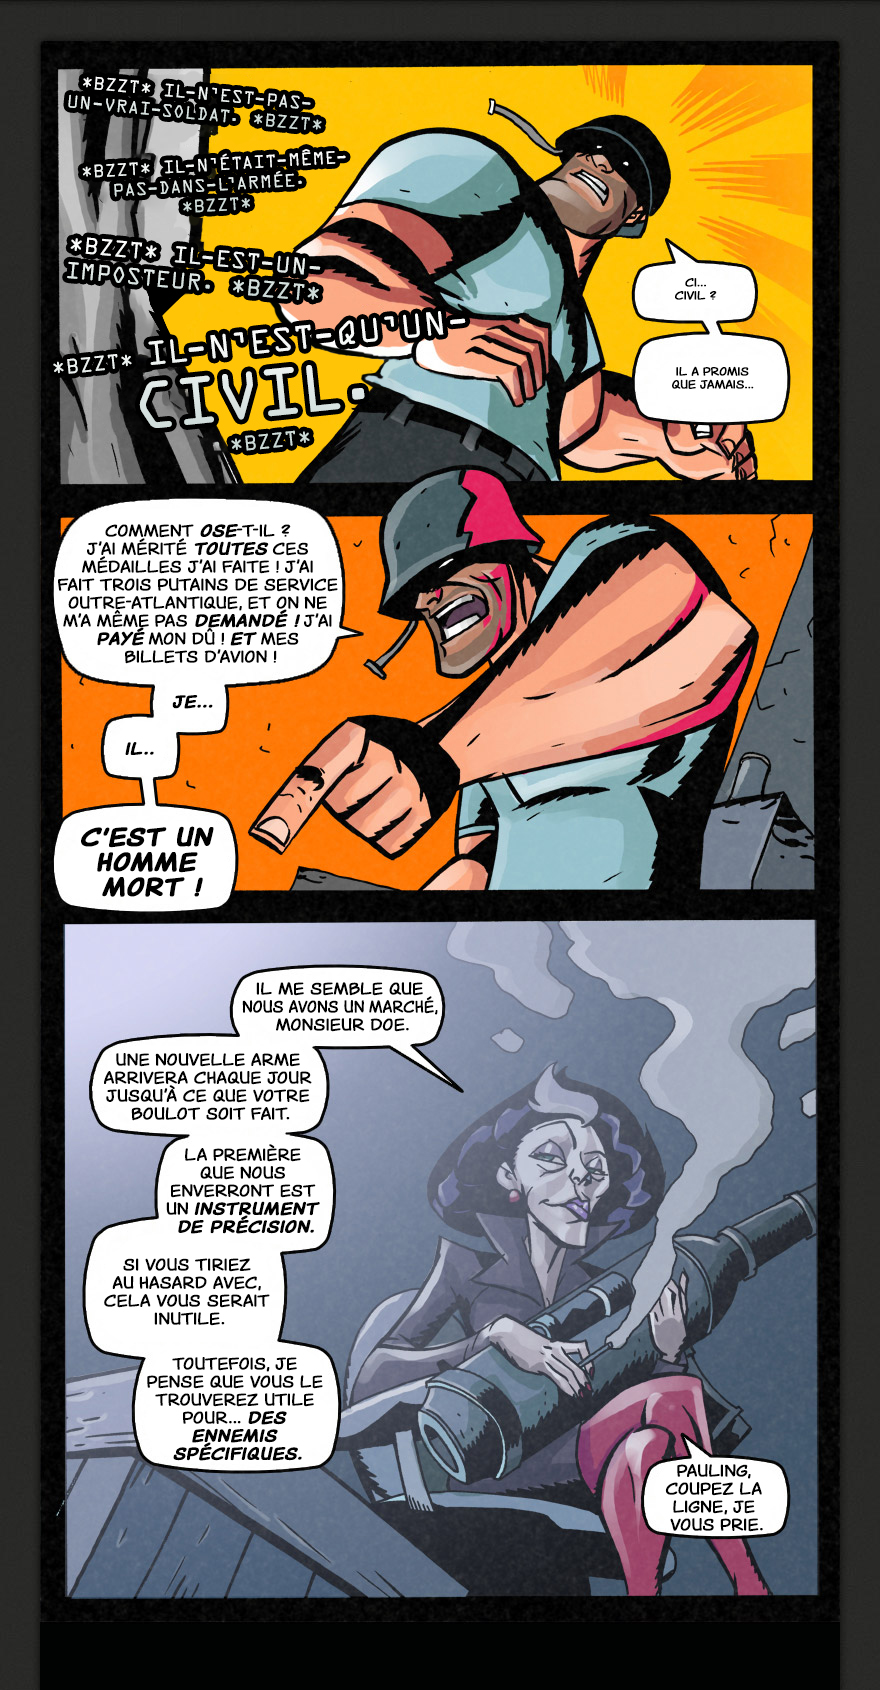 *BZZT* IL-N'EST-PAS-
UN-VRAI-SOLDAT. *BZZT*
*BZZT* IL-N'ÉTAIT-MÊME-
PAS-DANS-L'ARMÉE.
*BZZT*
*BZZT* IL-EST-UN-
IMPOSTEUR. *BZZT*
*BZZT* IL-N'EST-QU'UN-
CIVIL.
*BZZT*
CI...
CIVIL ?
IL A PROMIS
QUE JAMAIS...
COMMENT OSE-T-IL ?
J'AI MÉRITÉ TOUTES CES
MÉDAILLES J'AI FAITE ! J'AI
FAIT TROIS PUTAINS DE SERVICE
OUTRE-ATLANTIQUE, ET ON NE
M'A MÊME PAS DEMANDÉ ! J'AI
PAYÉ MON DÛ ! ET MES
BILLETS D'AVION !
JE...
IL..
C'EST UN
HOMME
MORT !
IL ME SEMBLE QUE
NOUS AVONS UN MARCHÉ,
MONSIEUR DOE.
UNE NOUVELLE ARME
ARRIVERA CHAQUE JOUR
JUSQU'À CE QUE VOTRE
BOULOT SOIT FAIT.
LA PREMIÈRE
QUE NOUS
ENVERRONT EST
UN INSTRUMENT
DE PRÉCISION.
SI VOUS TIRIEZ
AU HASARD AVEC,
CELA VOUS SERAIT
INUTILE.
TOUTEFOIS, JE
PENSE QUE VOUS LE
TROUVEREZ UTILE
POUR... DES
ENNEMIS
SPÉCIFIQUES.
PAULING,
COUPEZ LA
LIGNE, JE
VOUS PRIE.